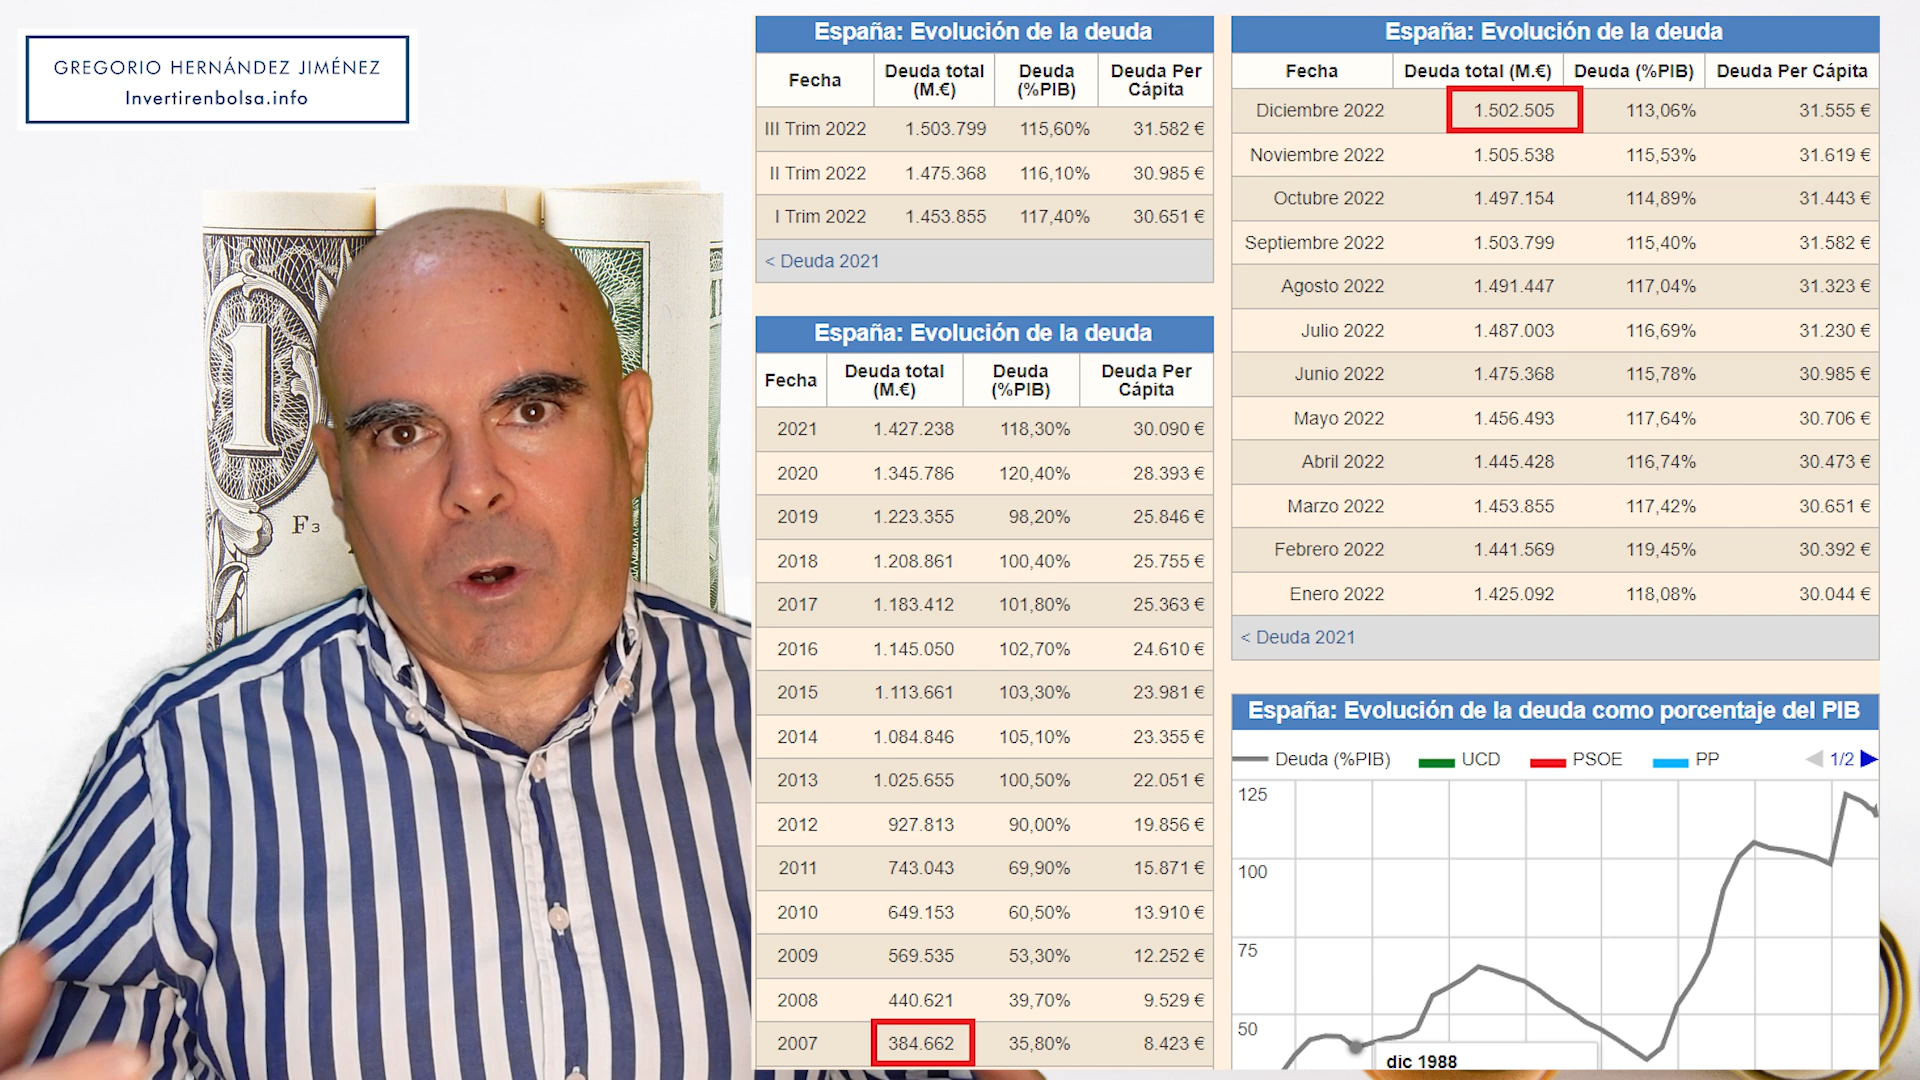 GREGORIO HERNÁNDEZ JIMÉNEZ
Invertirenbolsa.info
1
F3
España: Evolución de la deuda
Fecha Deuda total (M.€) Deuda (%PIB) Deuda Per Cápita
III Trim 2022 1.503.799 115,60% 31.582 €
II Trim 2022 1.475.368 116,10% 30.985 €
I Trim 2022 1.453.855 117,40% 30.651 €
< Deuda 2021
España: Evolución de la deuda
Fecha Deuda total (M.€) Deuda (%PIB) Deuda Per Cápita
2021 1.427.238 118,30% 30.090 €
2020 1.345.786 120,40% 28.393 €
2019 1.223.355 98,20% 25.846 €
2018 1.208.861 100,40% 25.755 €
2017 1.183.412 101,80% 25.363 €
2016 1.145.050 102,70% 24.610 €
2015 1.113.661 103,30% 23.981 €
2014 1.084.846 105,10% 23.355 €
2013 1.025.655 100,50% 22.051 €
2012 927.813 90,00% 19.856 €
2011 743.043 69,90% 15.871 €
2010 649.153 60,50% 13.910 €
2009 569.535 53,30% 12.252 €
2008 440.621 39,70% 9.529 €
2007 384.662 35,80% 8.423 €
España: Evolución de la deuda
Fecha Deuda total (M.€) Deuda (%PIB) Deuda Per Cápita
Diciembre 2022 1.502.505 113,06% 31.555 €
Noviembre 2022 1.505.538 115,53% 31.619 €
Octubre 2022 1.497.154 114,89% 31.443 €
Septiembre 2022 1.503.799 115,40% 31.582 €
Agosto 2022 1.491.447 117,04% 31.323 €
Julio 2022 1.487.003 116,69% 31.230 €
Junio 2022 1.475.368 115,78% 30.985 €
Mayo 2022 1.456.493 117,64% 30.706 €
Abril 2022 1.445.428 116,74% 30.473 €
Marzo 2022 1.453.855 117,42% 30.651 €
Febrero 2022 1.441.569 119,45% 30.392 €
Enero 2022 1.425.092 118,08% 30.044 €
< Deuda 2021
España: Evolución de la deuda como porcentaje del PIB
Deuda (%PIB) UCD PSOE PP 1/2
125
100
75
50
dic 1988